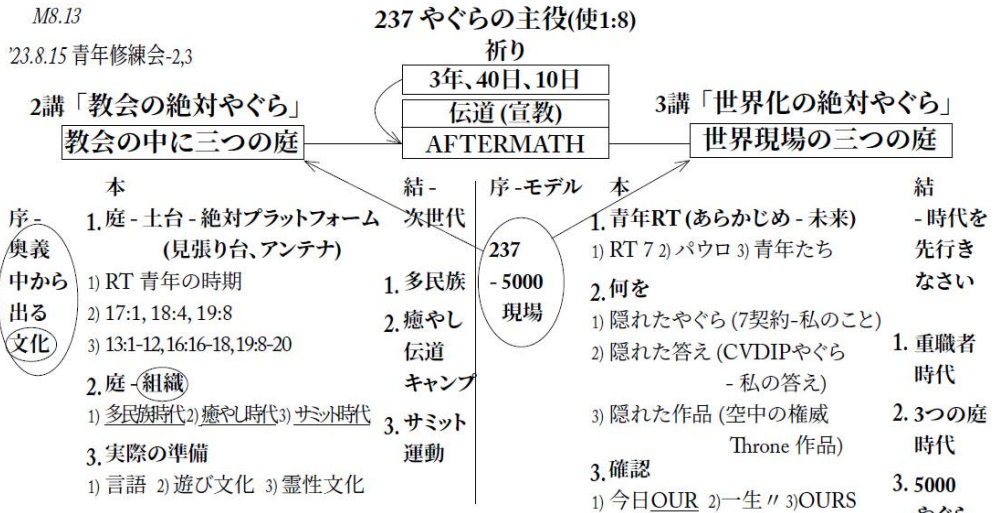 M8.13
237 やぐらの主役(使1:8)
'23.8.15 青年修練会-2,3
祈り
3年、40日、10日
伝道 (宣教)
AFTERMATH
2講「教会の絶対やぐら」
教会の中に三つの庭
3講「世界化の絶対やぐら」
世界現場の三つの庭
序 -
奥義
中から
出る
文化
本
1. 庭 - 土台 - 絶対プラットフォーム
(見張り台、アンテナ)
1) RT 青年の時期
2) 17:1, 18:4, 19:8
3) 13:1-12,16:16-18,19:8-20
2. 庭 - 組織
1) 多民族時代2) 癒やし時代3) サミット時代
3. 実際の準備
1) 言語 2) 遊び文化 3) 霊性文化
結 -
次世代
1. 多民族
2. 癒やし
伝道
キャンプ
3. サミット
運動
序 -モデル
237
- 5000
現場
本
1. 青年RT (あらかじめ - 未来)
1) RT 7 2) パウロ 3) 青年たち
2. 何を
1) 隠れたやぐら (7契約-私のこと)
2) 隠れた答え (CVDIPやぐら
- 私の答え)
3) 隠れた作品 (空中の権威
Throne 作品)
3. 確認
1) 今日OUR 2)一生〃3)OURS
結
- 時代を
先行き
なさい
1. 重職者
時代
2. 3つの庭
時代
3. 5000